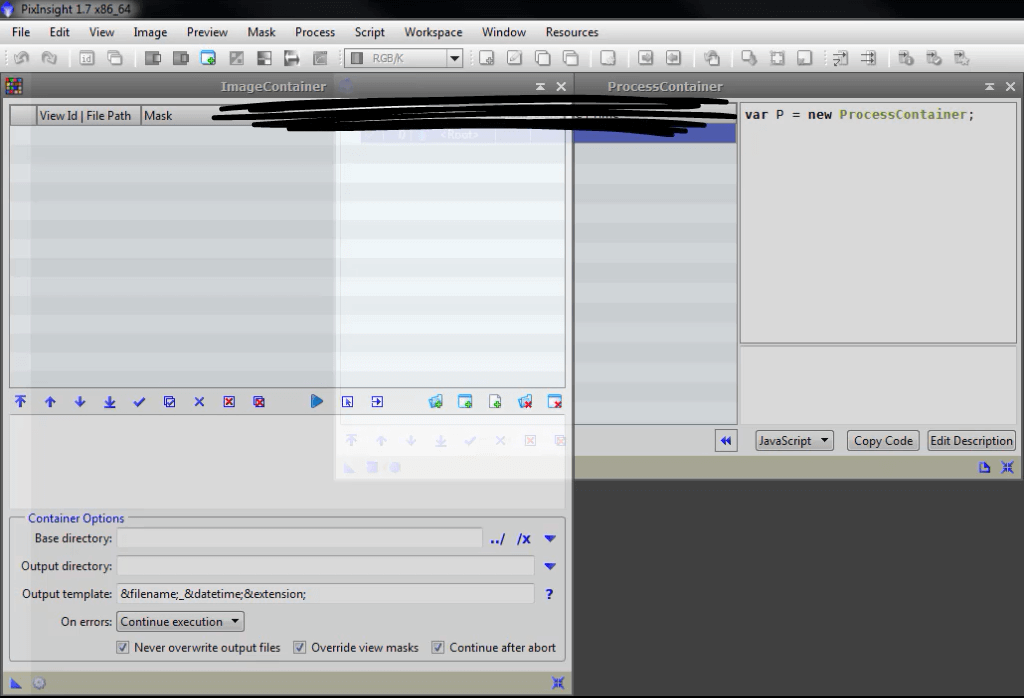 PixInsight 1.7 x86_64
File Edit View Image Preview Mask Process Script Workspace Window Resources
RGB/K
ImageContainer
ProcessContainer
View Id | File Path Mask
<Root>
var P = new ProcessContainer;
JavaScript Copy Code Edit Description
Container Options
Base directory: ../ /x
Output directory:
Output template: &filename;_&datetime;&extension; ?
On errors: Continue execution
Never overwrite output files Override view masks Continue after abort